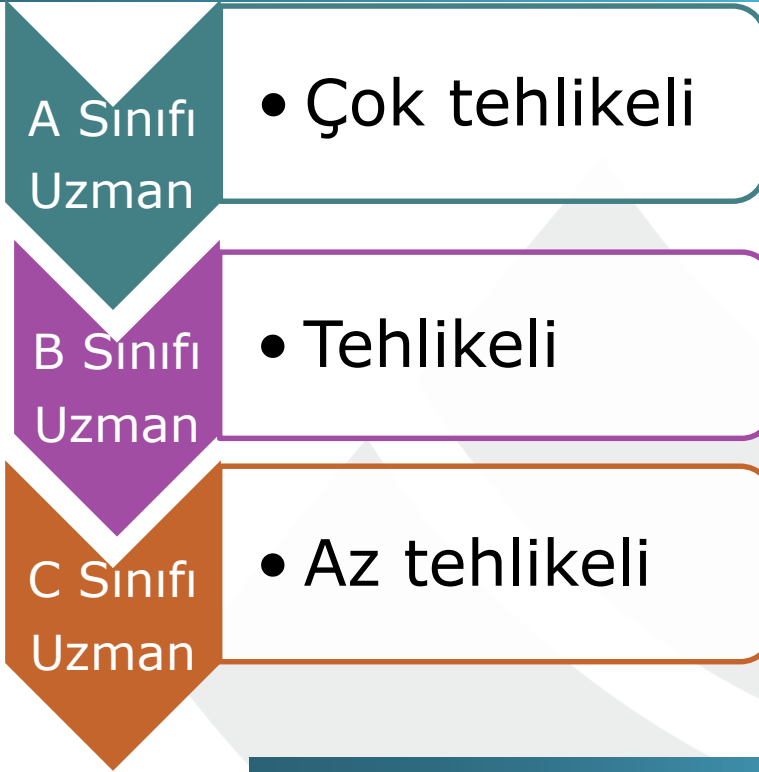 A Sınıfı
Uzman
• Çok tehlikeli
B Sınıfı
Uzman
• Tehlikeli
C Sınıfı
Uzman
• Az tehlikeli